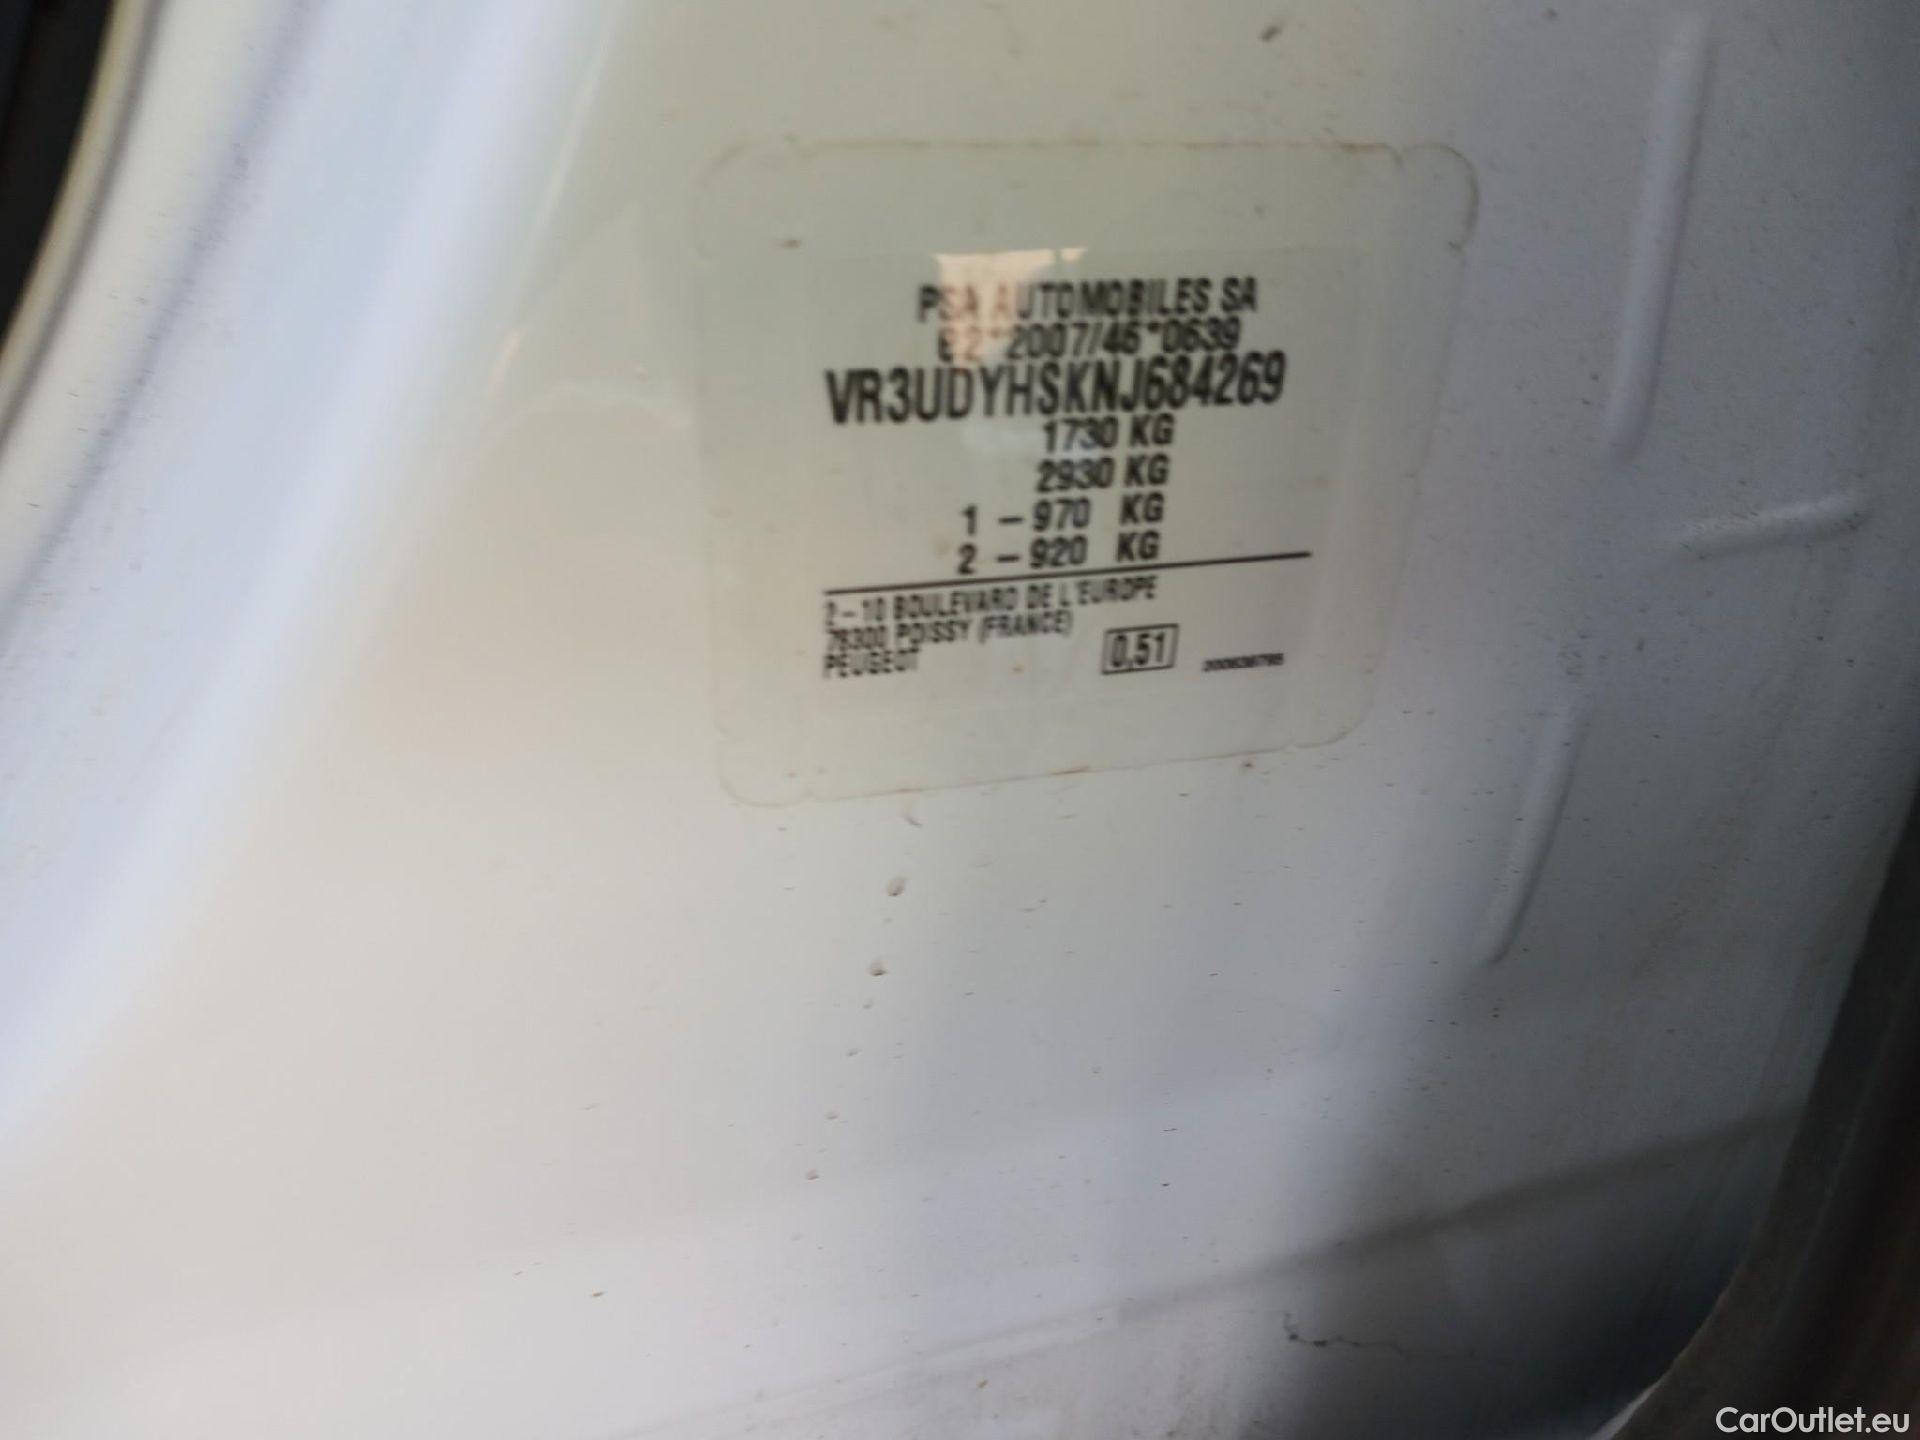 PSA AUTOMOBILES SA
e2*2007/46*0639
VR3UDYHSKNJ684269
1730 KG
2930 KG
1 - 970 KG
2 - 920 KG
2-10 BOULEVARD DE L'EUROPE
78300 POISSY (FRANCE)
PEUGEOT
0,51
CarOutlet.eu